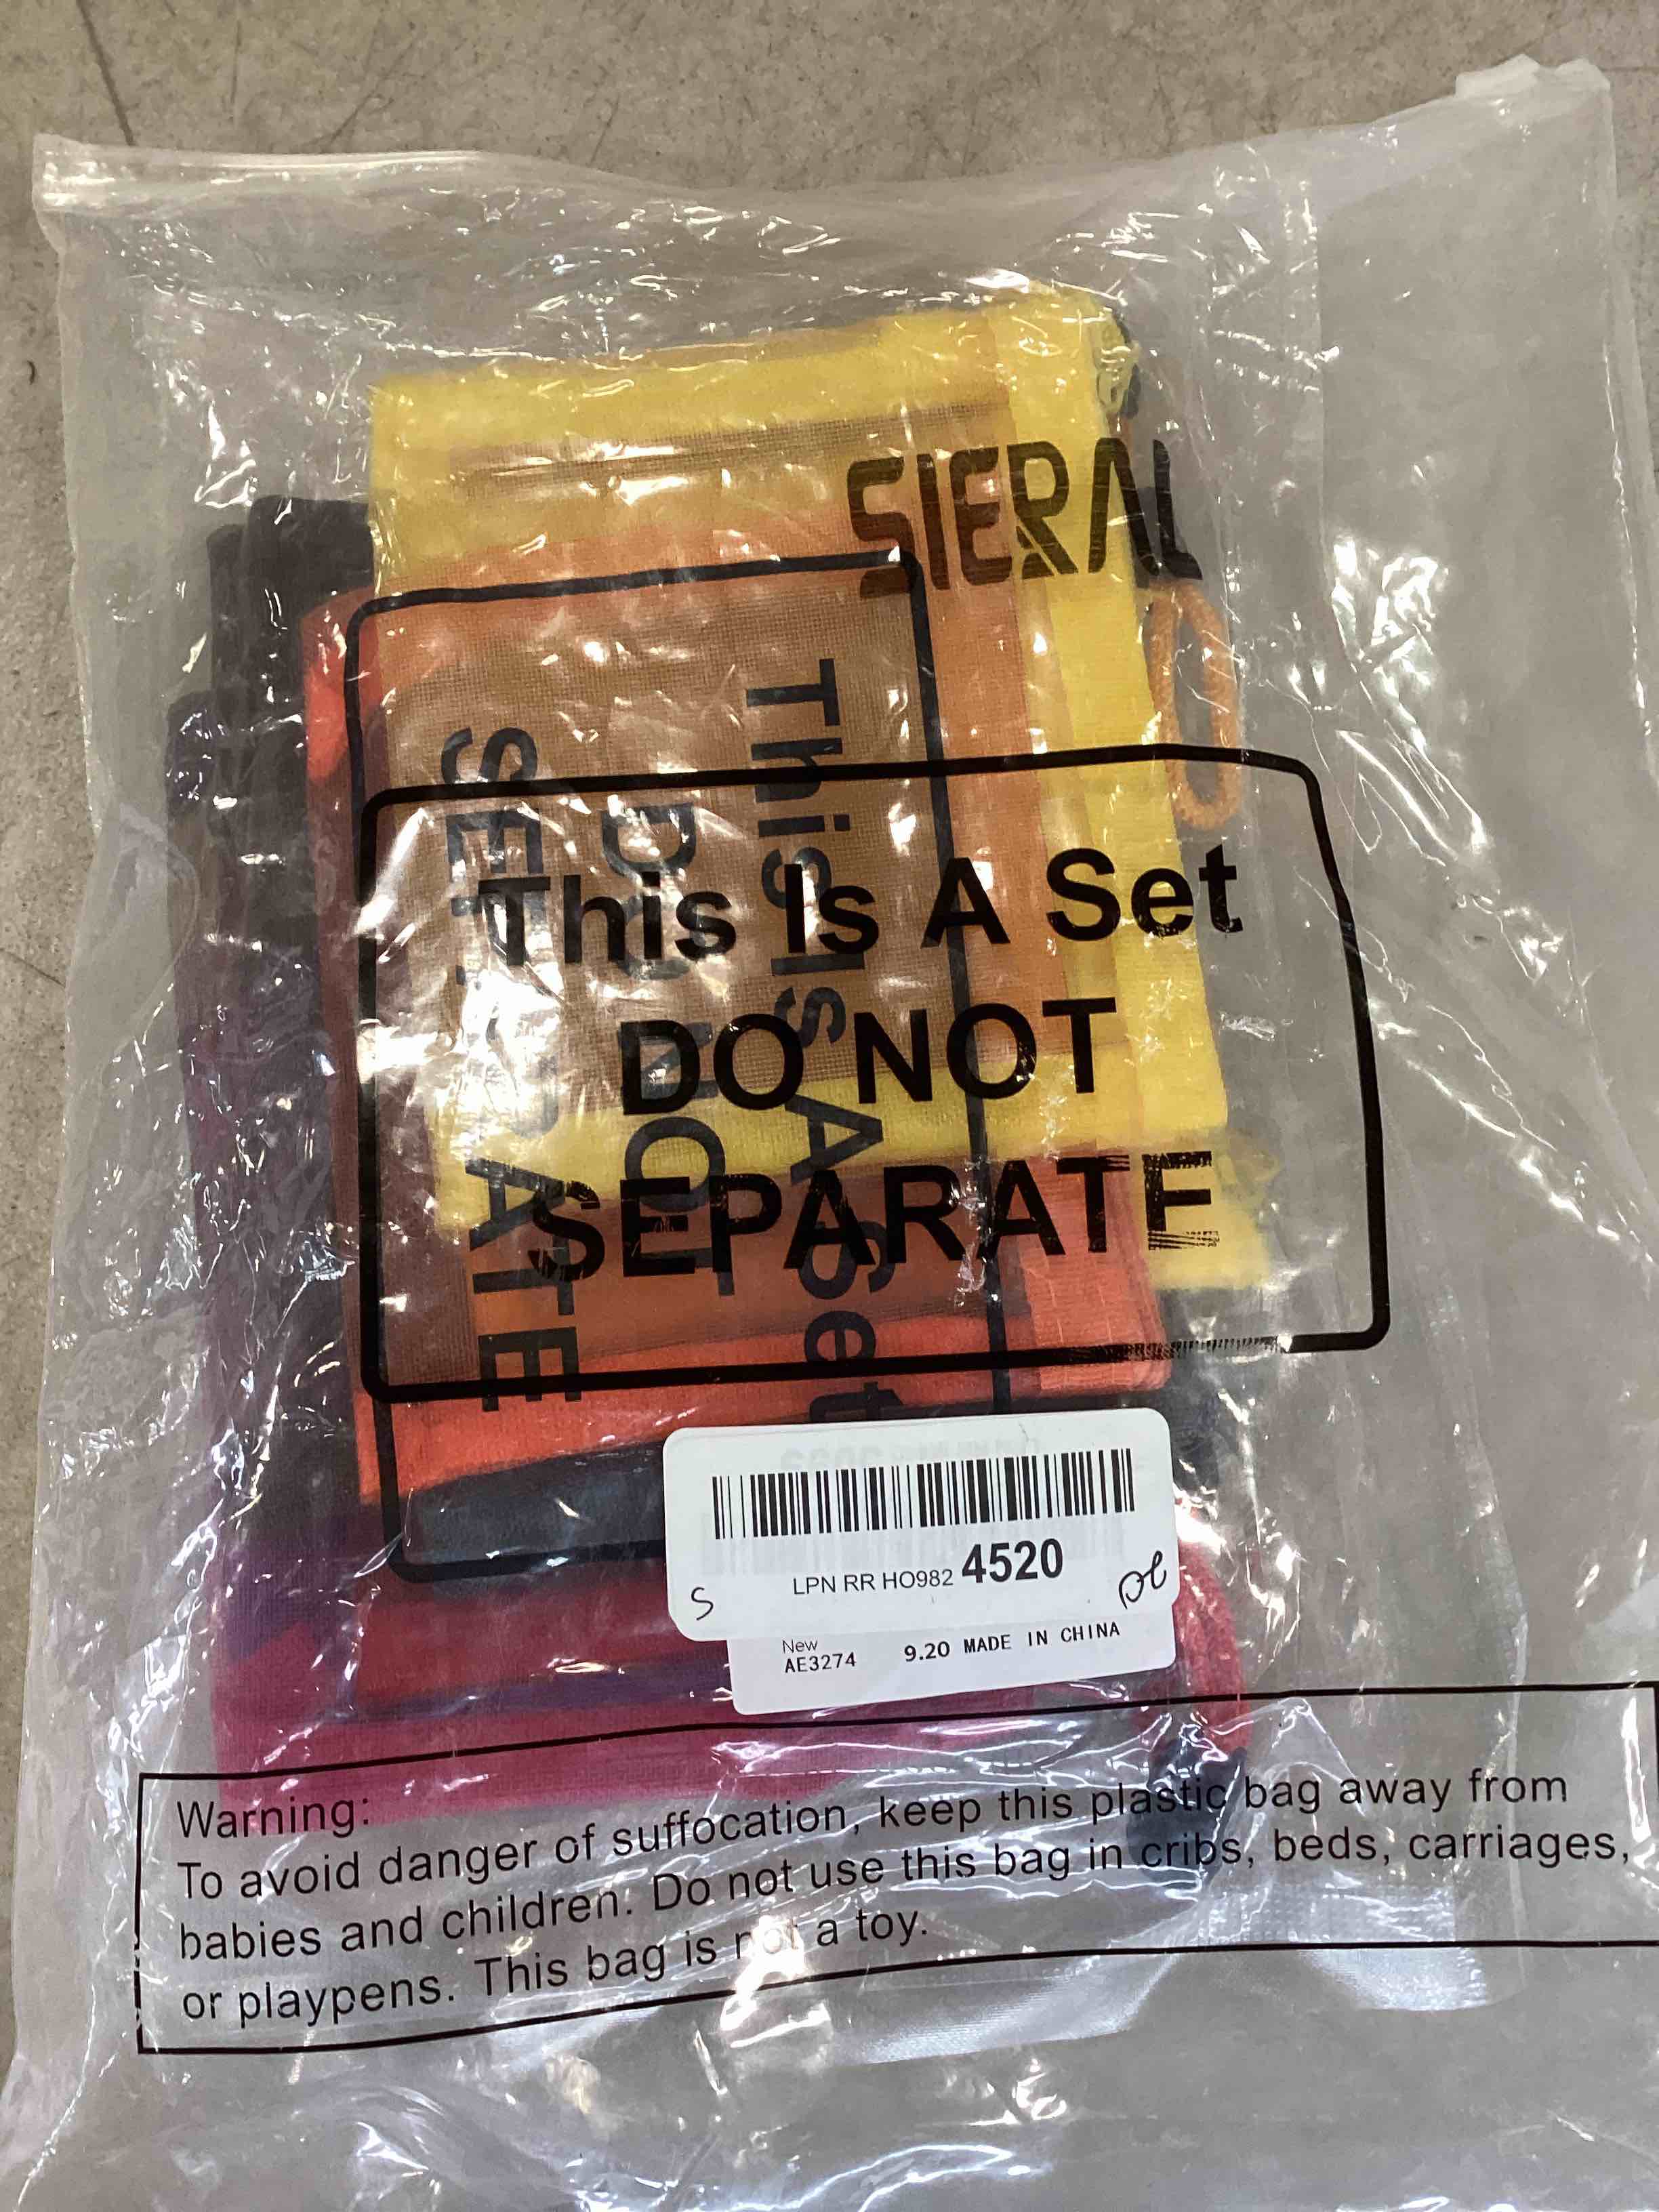 SIERAL
This Is A Set
DO NOT
SEPARATE
This Is A Set
DO NOT
SEPARATE
LPN RR HO982 4520
S
pl
New
AE3274 9.20 MADE IN CHINA
Warning:
To avoid danger of suffocation, keep this plastic bag away from
babies and children. Do not use this bag in cribs, beds, carriages,
or playpens. This bag is not a toy.